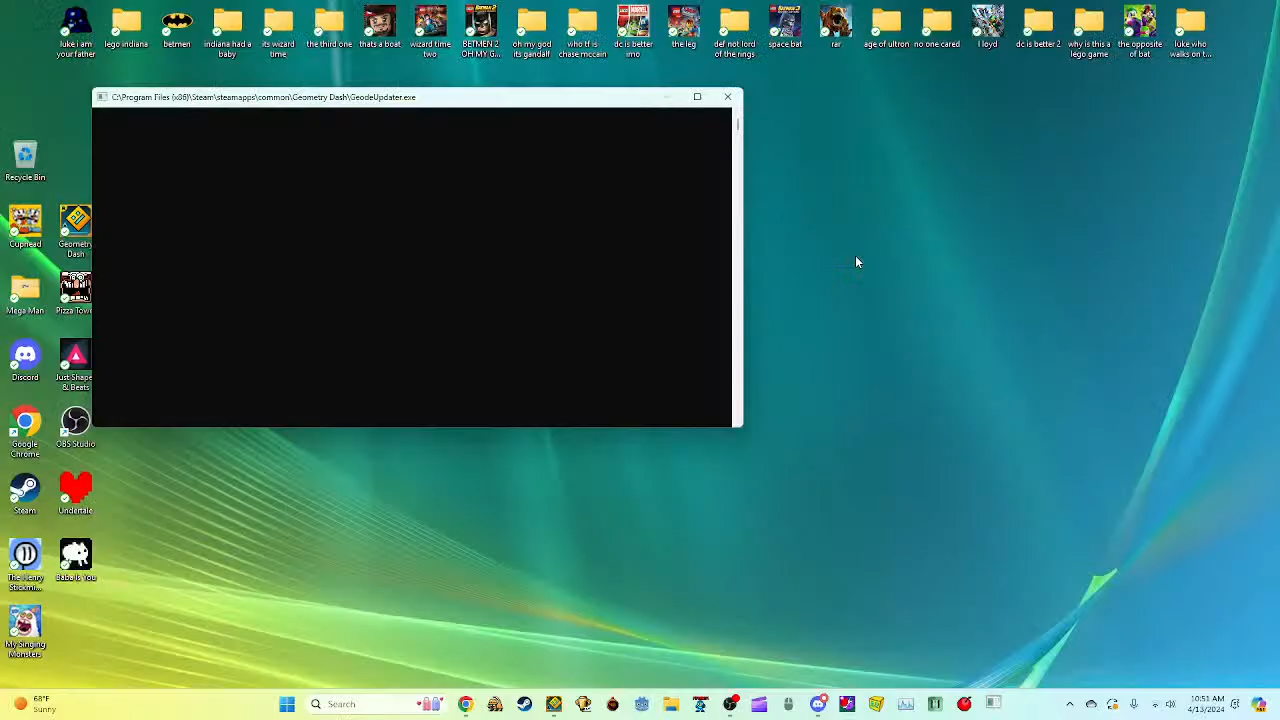 luke i am
your father
lego indiana
betmen
indiana had a
baby
its wizard
time
the third one
thats a boat
wizard time
two
BETMEN 2
OH MY G...
oh my god
its gandalf
who tf is
chase mccain
dc is better
imo
the leg
def not lord
of the rings
space bat
rar
age of ultron
no one cared
l loyd
dc is better 2
why is this a
lego game
the opposite
of bat
luke who
walks on t...
C:\Program Files (x86)\Steam\steamapps\common\Geometry Dash\GeodeUpdater.exe
Recycle Bin
Cuphead
Geometry
Dash
Mega Man
Pizza Tow
Discord
Just Shape
& Beats
Google
Chrome
OBS Studio
Steam
Undertale
The Henry
Stickmi...
Baba Is You
My Singing
Monsters
68°F
Sunny
Search
10:51 AM
4/13/2024